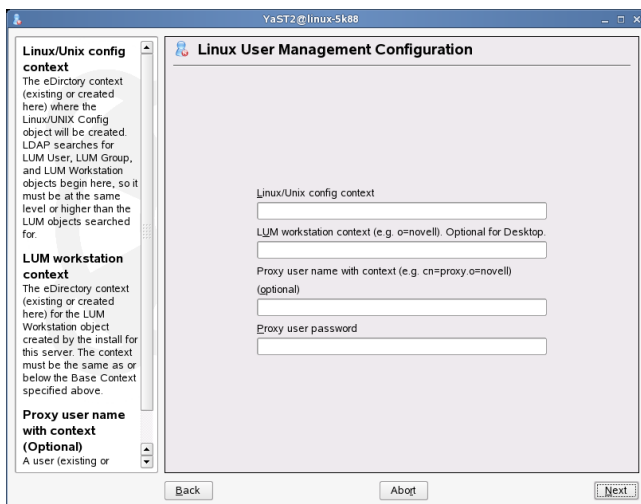 YaST2@linux-5k88
Linux/Unix config
context
The eDirctory context
(existing or created
here) where the
Linux/UNIX Config
object will be created.
LDAP searches for
LUM User, LUM Group,
and LUM Workstation
objects begin here, so it
must be at the same
level or higher than the
LUM objects searched
for.
LUM workstation
context
The eDirectory context
(existing or created
here) for the LUM
Workstation object
created by the install for
this server. The context
must be the same as or
below the Base Context
specified above.
Proxy user name
with context
(Optional)
A user (existing or
Linux User Management Configuration
Linux/Unix config context
LUM workstation context (e.g. o=novell). Optional for Desktop.
Proxy user name with context (e.g. cn=proxy.o=novell)
(optional)
Proxy user password
Back
Abort
Next